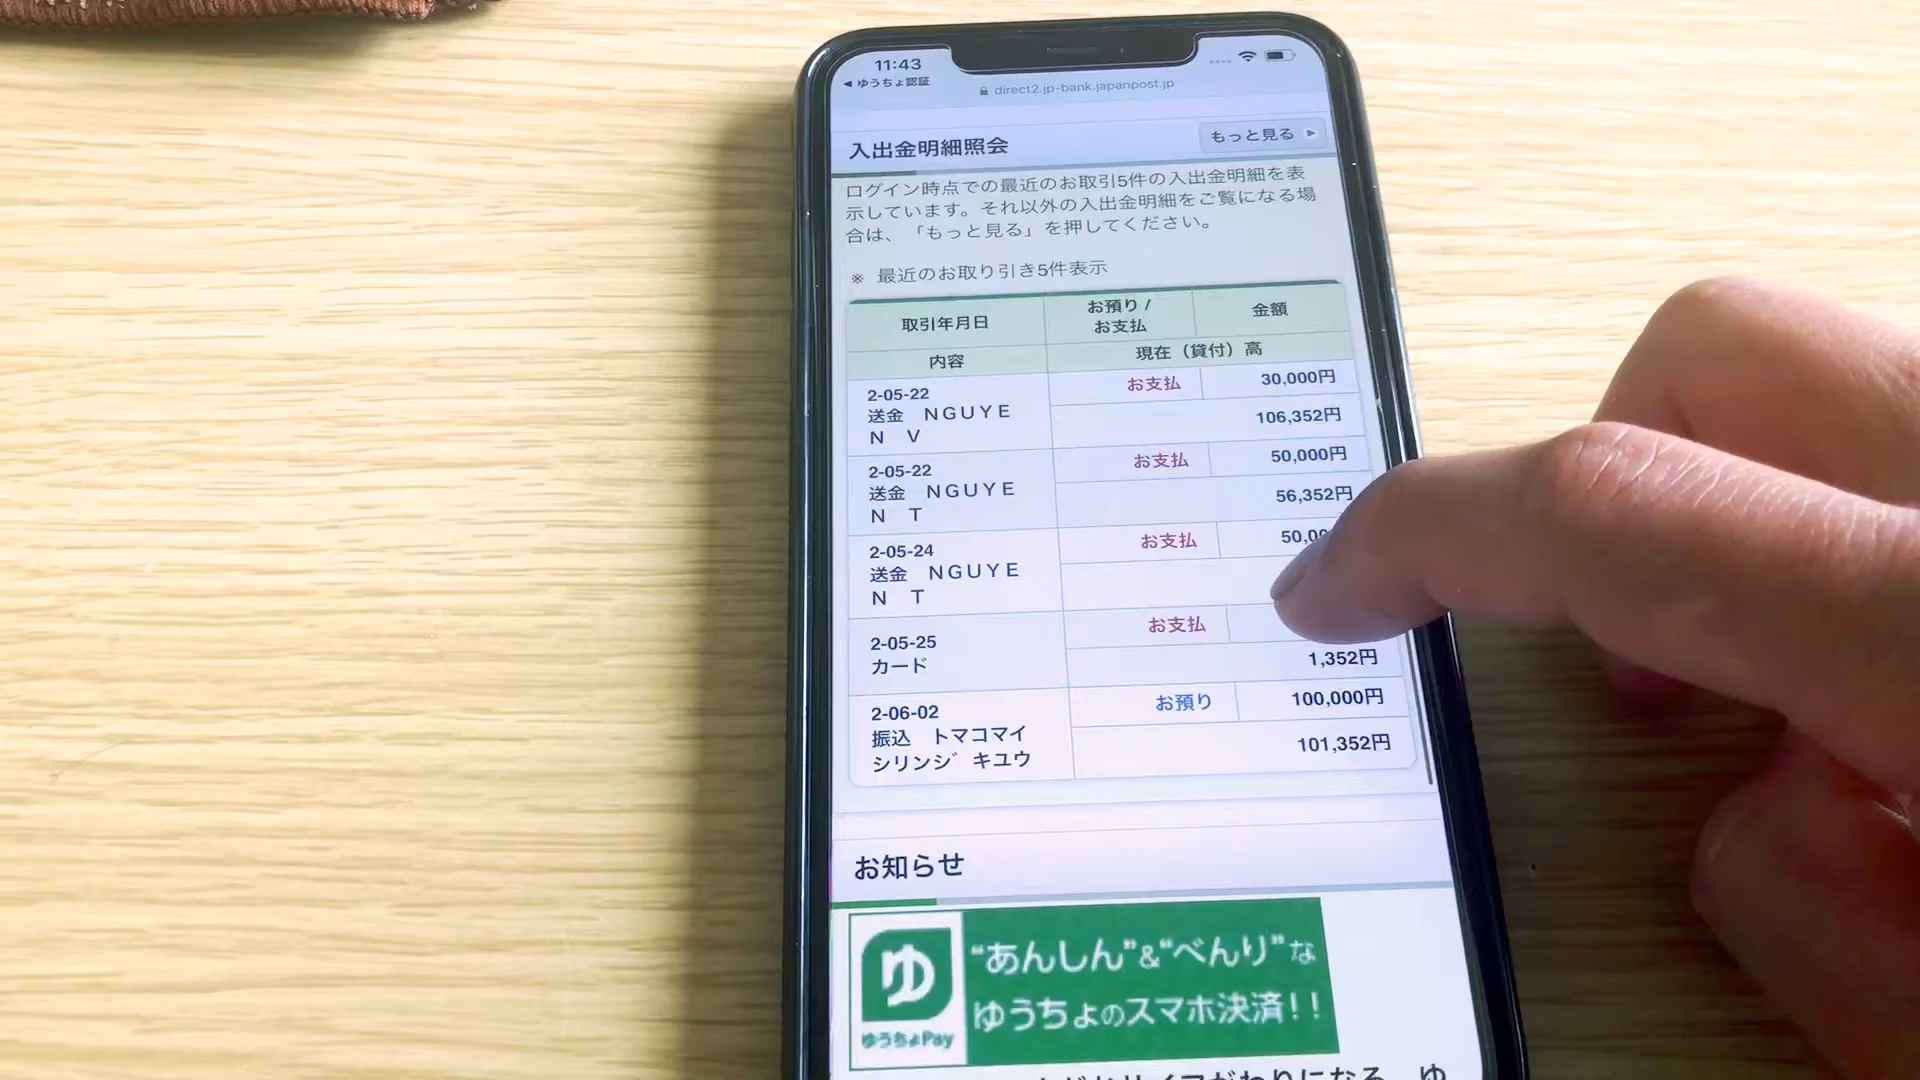 11:43
◀ ゆうちょ認証
direct2.jp-bank.japanpost.jp
入出金明細照会
もっと見る
ログイン時点での最近のお取引5件の入出金明細を表
示しています。それ以外の入出金明細をご覧になる場
合は、「もっと見る」を押してください。
※ 最近のお取り引き5件表示
取引年月日
お預り /
お支払
金額
内容
現在（貸付）高
2-05-22
送金 NGUYE
N V
お支払
30,000円
106,352円
2-05-22
送金 NGUYE
N T
お支払
50,000円
56,352円
2-05-24
送金 NGUYE
N T
お支払
2-05-25
カード
お支払
1,352円
2-06-02
振込 トマコマイ
シリンシ゛キユウ
お預り
100,000円
101,352円
お知らせ
ゆ
ゆうちょPay
“あんしん”&“べんり”な
ゆうちょのスマホ決済!!